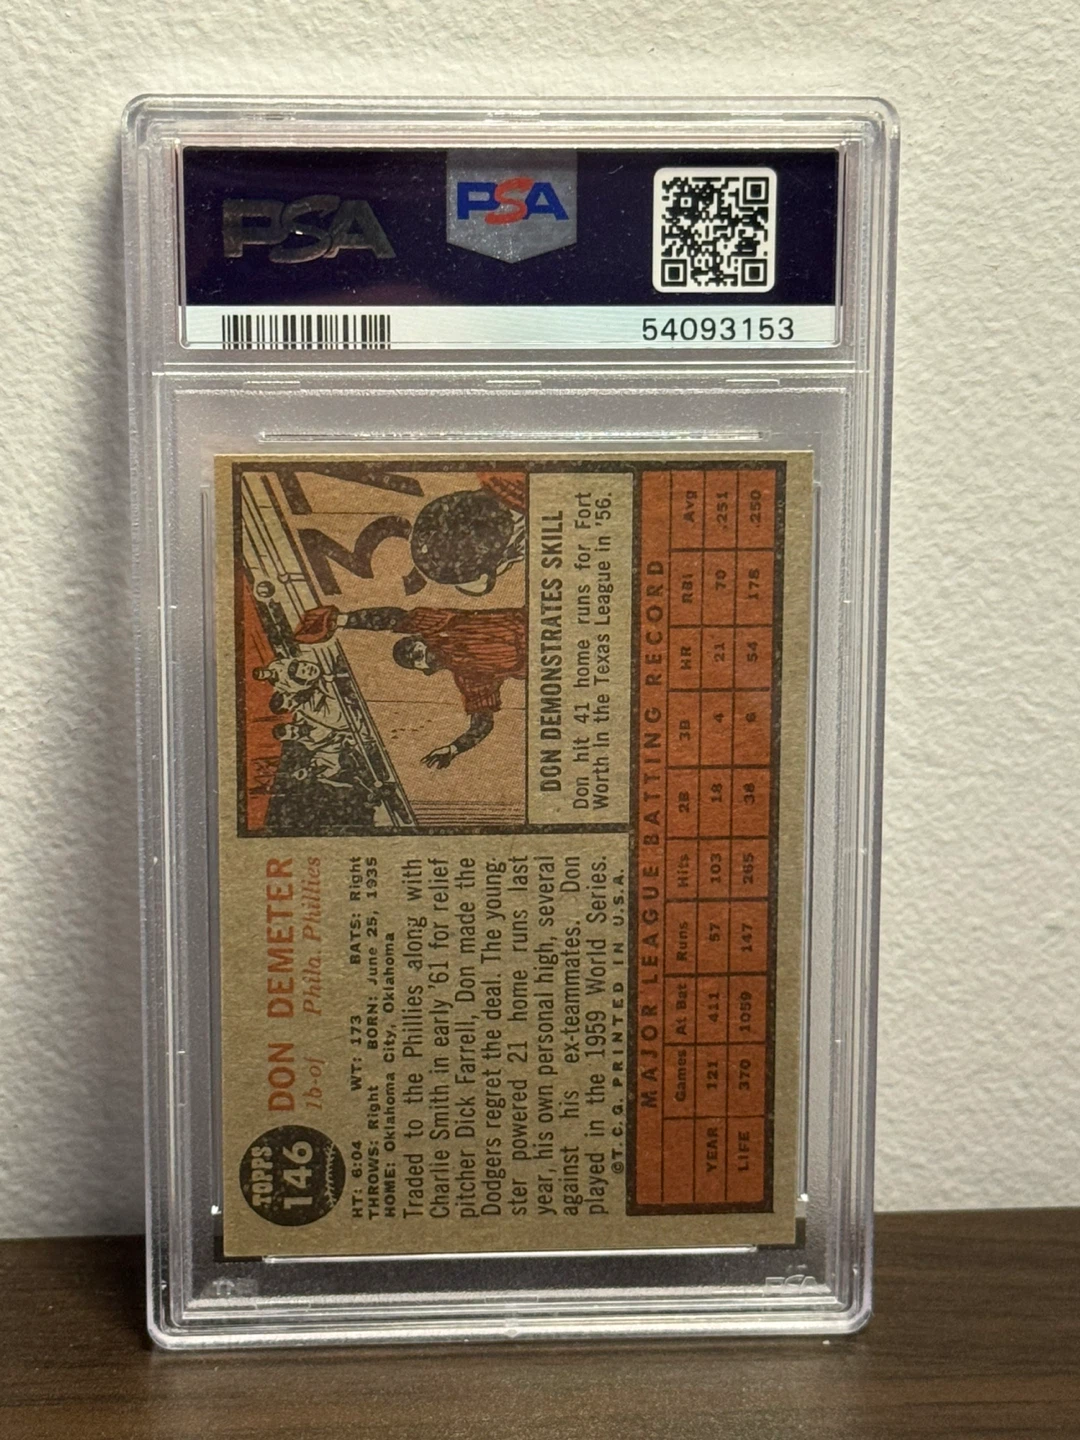 PSA
PSA
54093153
TOPPS
146
DON DEMETER
1b-of Phila. Phillies
HT: 6:04 WT: 173 BATS: Right
THROWS: Right BORN: June 25, 1935
HOME: Oklahoma City, Oklahoma
Traded to the Phillies along with
Charlie Smith in early '61 for relief
pitcher Dick Farrell, Don made the
Dodgers regret the deal. The young-
ster powered 21 home runs last
year, his own personal high, several
against his ex-teammates. Don
played in the 1959 World Series.
©T.C.G. PRINTED IN U.S.A.
37
DON DEMONSTRATES SKILL
Don hit 41 home runs for Fort
Worth in the Texas League in '56.
MAJOR LEAGUE BATTING RECORD
Games At Bat Runs Hits 2B 3B HR RBI Avg
YEAR 121 411 57 103 18 4 21 70 .251
LIFE 370 1059 147 265 38 6 54 178 .250
PSA